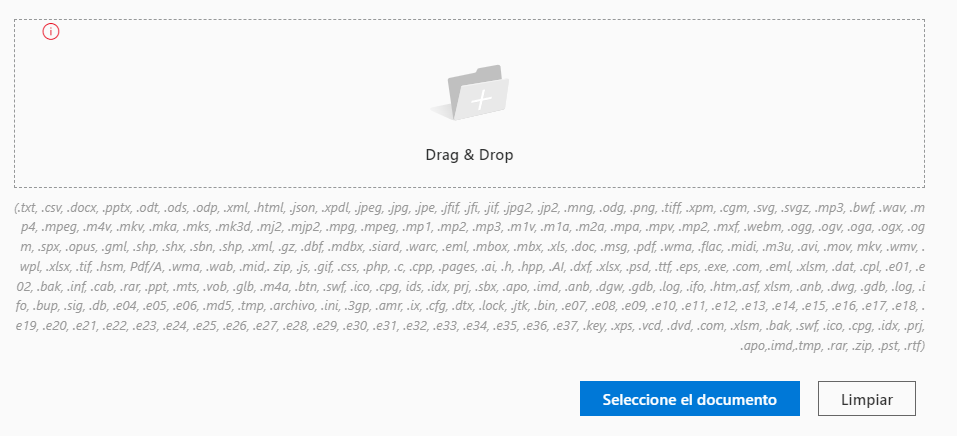 Drag & Drop
(.txt, .csv, .docx, .pptx, .odt, .ods, .odp, .xml, .html, .json, .xpdl, .jpeg, .jpg, .jpe, .jfif, .jfi, .jif, .jpg2, .jp2, .mng, .odg, .png, .tiff, .xpm, .cgm, .svg, .svgz, .mp3, .bwf, .wav, .m
p4, .mpeg, .m4v, .mkv, .mka, .mks, .mk3d, .mj2, .mjp2, .mpg, .mpeg, .mp1, .mp2, .mp3, .m1v, .m1a, .m2a, .mpa, .mpv, .mp2, .mxf, .webm, .ogg, .ogv, .oga, .ogx, .og
m, .spx, .opus, .gml, .shp, .shx, .sbn, .shp, .xml, .gz, .dbf, .mdbx, .siard, .warc, .eml, .mbox, .mbx, .xls, .doc, .msg, .pdf, .wma, .flac, .midi, .m3u, .avi, .mov, mkv, .wmv, .
wpl, .xlsx, .tif, .hsm, Pdf/A, .wma, .wab, .mid,. zip, .js, .gif, .css, .php, .c, .cpp, .pages, .ai, .h, .hpp, .AI, .dxf, .xlsx, .psd, .ttf, .eps, .exe, .com, .eml, .xlsm, .dat, .cpl, .e01, .e
02, .bak, .inf, .cab, .rar, .ppt, .mts, .vob, .glb, .m4a, .btn, .swf, .ico, .cpg, ids, .idx, prj, .sbx, .apo, .imd, .anb, .dgw, .gdb, .log, .ifo, .htm,.asf, xlsm, .anb, .dwg, .gdb, .log, .i
fo, .bup, .sig, .db, .e04, .e05, .e06, .md5, .tmp, .archivo, .ini, .3gp, .amr, .ix, .cfg, .dtx, .lock, .jtk, .bin, .e07, .e08, .e09, .e10, .e11, .e12, .e13, .e14, .e15, .e16, .e17, .e18, .
e19, .e20, .e21, .e22, .e23, .e24, .e25, .e26, .e27, .e28, .e29, .e30, .e31, .e32, .e33, .e34, .e35, .e36, .e37, .key, .xps, .vcd, .dvd, .com, .xlsm, .bak, .swf, .ico, .cpg, .idx, .prj,
.apo,.imd,.tmp, .rar, .zip, .pst, .rtf)
Seleccione el documento
Limpiar